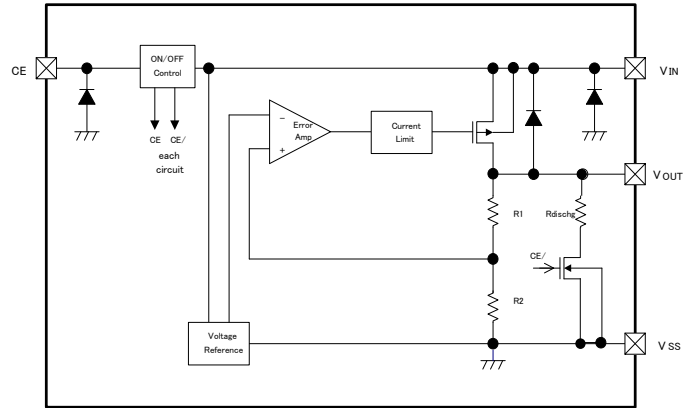 CE
ON/OFF
Control
VIN
CE CE/
each
circuit
−
Error
Amp
+
Current
Limit
VOUT
R1
Rdischg
CE/
R2
Voltage
Reference
VSS